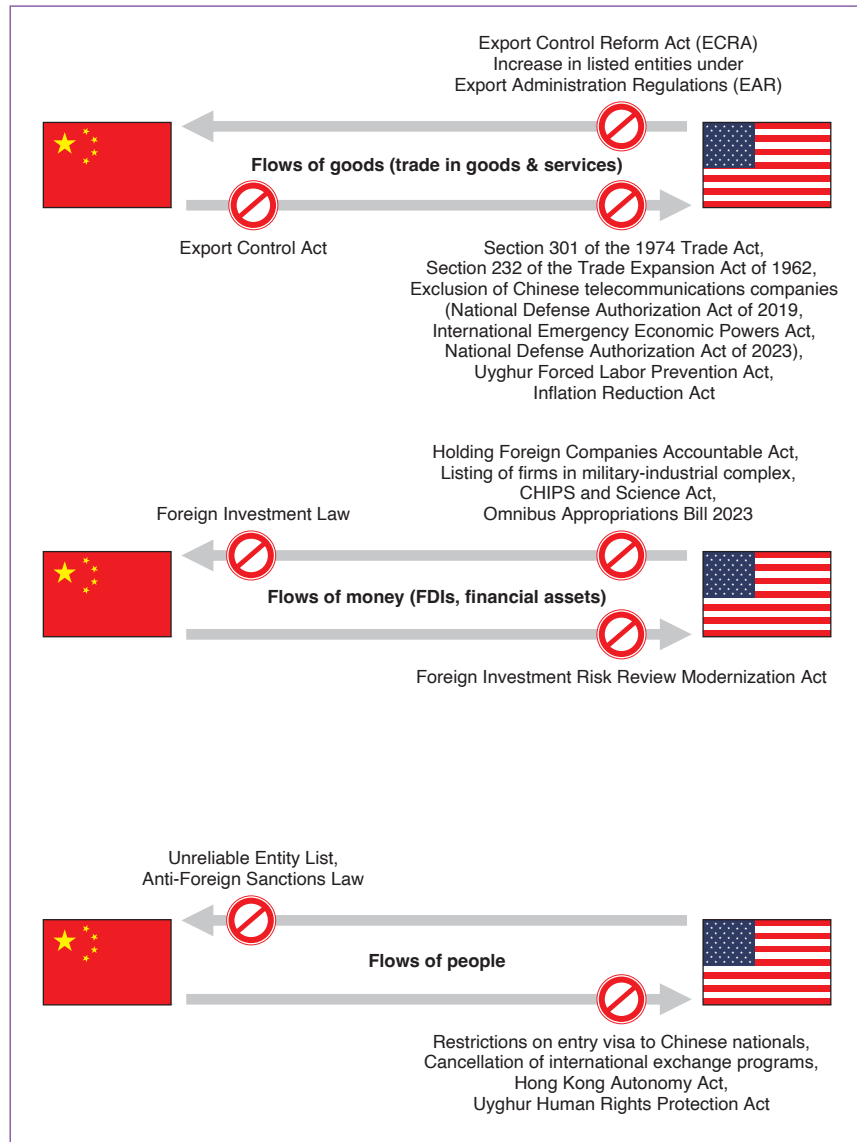 Export Control Reform Act (ECRA)
Increase in listed entities under
Export Administration Regulations (EAR)
Flows of goods (trade in goods & services)
Export Control Act
Section 301 of the 1974 Trade Act,
Section 232 of the Trade Expansion Act of 1962,
Exclusion of Chinese telecommunications companies
(National Defense Authorization Act of 2019,
International Emergency Economic Powers Act,
National Defense Authorization Act of 2023),
Uyghur Forced Labor Prevention Act,
Inflation Reduction Act
Holding Foreign Companies Accountable Act,
Listing of firms in military-industrial complex,
CHIPS and Science Act,
Omnibus Appropriations Bill 2023
Foreign Investment Law
Flows of money (FDIs, financial assets)
Foreign Investment Risk Review Modernization Act
Unreliable Entity List,
Anti-Foreign Sanctions Law
Flows of people
Restrictions on entry visa to Chinese nationals,
Cancellation of international exchange programs,
Hong Kong Autonomy Act,
Uyghur Human Rights Protection Act